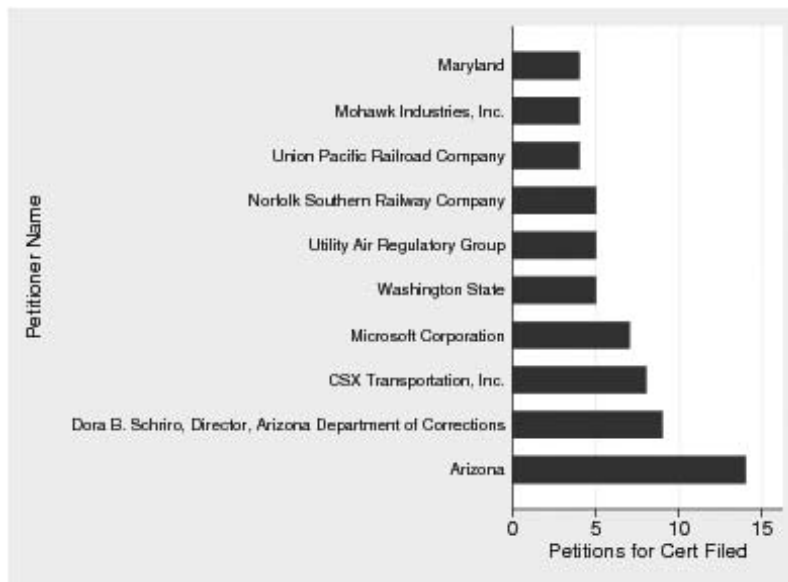 Maryland
Mohawk Industries, Inc.
Union Pacific Railroad Company
Norfolk Southern Railway Company
Utility Air Regulatory Group
Washington State
Microsoft Corporation
CSX Transportation, Inc.
Dora B. Schriro, Director, Arizona Department of Corrections
Arizona
Petitioner Name
0 5 10 15
Petitions for Cert Filed